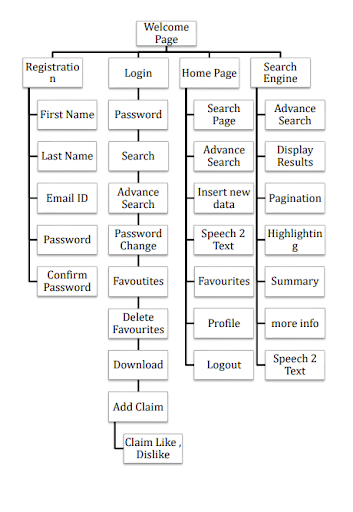 Welcome
Page
Registratio
n
Login
Home Page
Search
Engine
First Name
Last Name
Email ID
Password
Confirm
Password
Password
Search
Advance
Search
Password
Change
Favoutites
Delete
Favourites
Download
Add Claim
Claim Like ,
Dislike
Search
Page
Advance
Search
Insert new
data
Speech 2
Text
Favourites
Profile
Logout
Advance
Search
Display
Results
Pagination
Highlightin
g
Summary
more info
Speech 2
Text